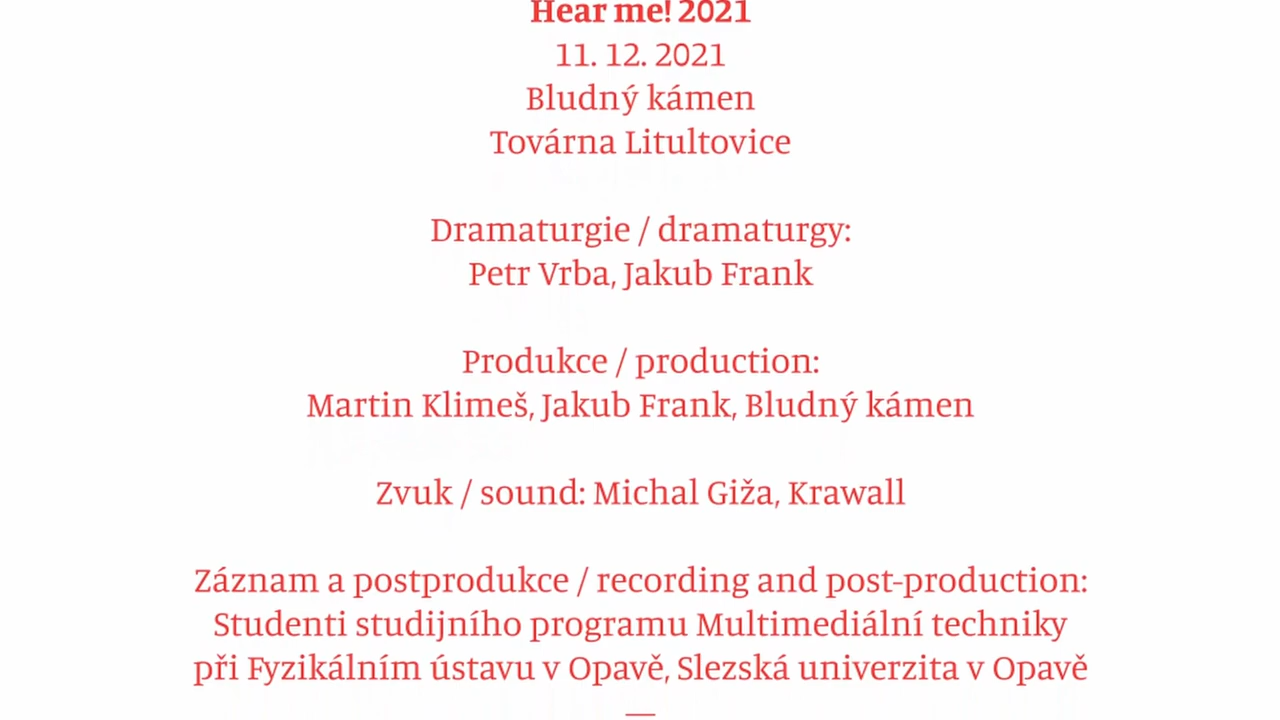 Hear me! 2021
11. 12. 2021
Bludný kámen
Továrna Litultovice
Dramaturgie / dramaturgy:
Petr Vrba, Jakub Frank
Produkce / production:
Martin Klimeš, Jakub Frank, Bludný kámen
Zvuk / sound: Michal Giža, Krawall
Záznam a postprodukce / recording and post-production:
Studenti studijního programu Multimediální techniky
při Fyzikálním ústavu v Opavě, Slezská univerzita v Opavě
—